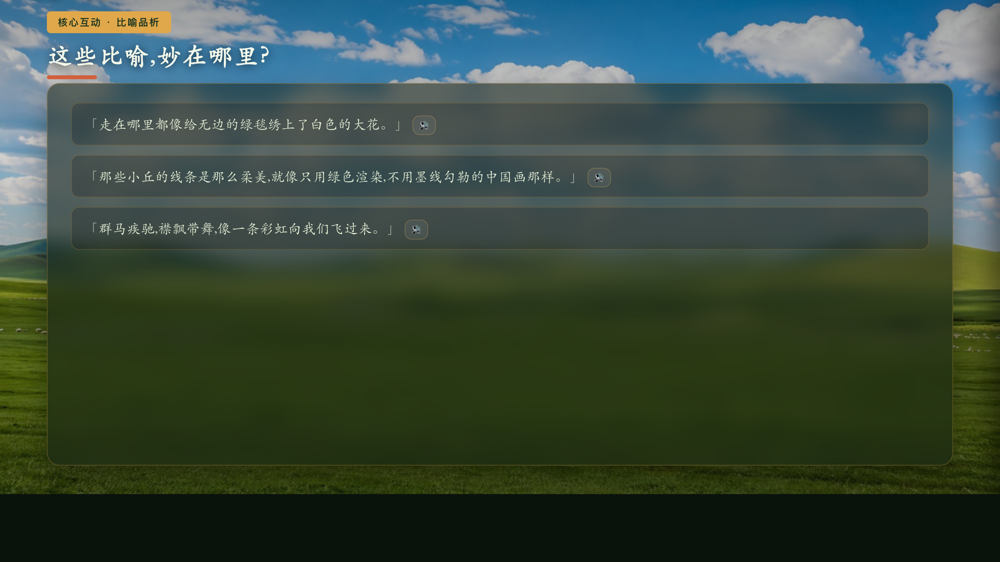 核心互动 · 比喻品析
这些比喻,妙在哪里?
「走在哪里都像给无边的绿毯绣上了白色的大花。」
「那些小丘的线条是那么柔美,就像只用绿色渲染,不用墨线勾勒的中国画那样。」
「群马疾驰,襟飘带舞,像一条彩虹向我们飞过来。」